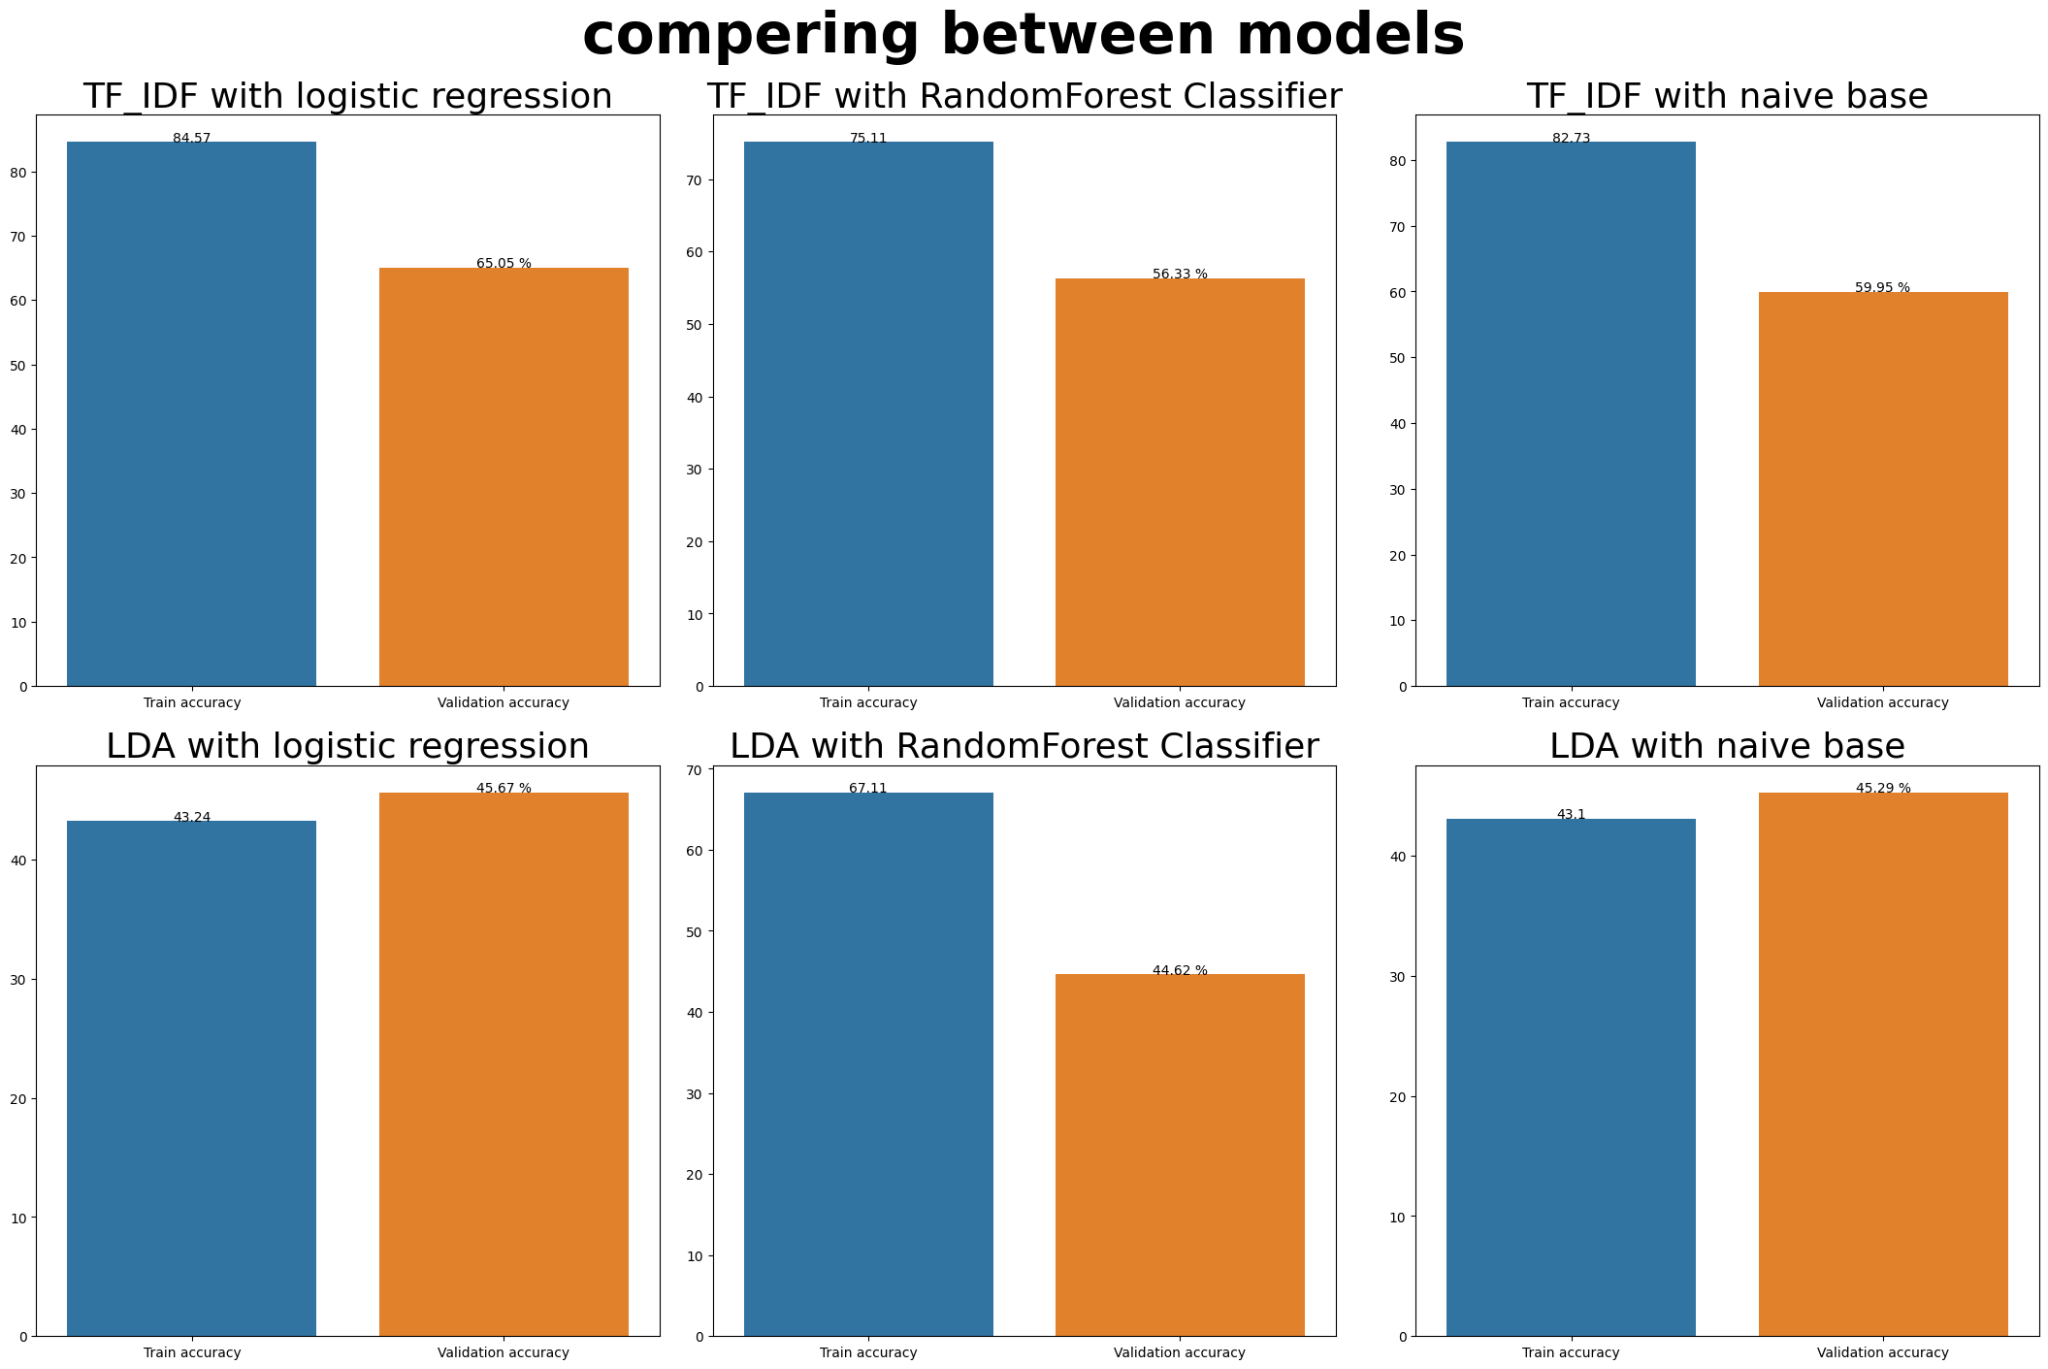 compering between models
TF_IDF with logistic regression
84.57
65.05 %
80
70
60
50
40
30
20
10
0
Train accuracy
Validation accuracy
TF_IDF with RandomForest Classifier
75.11
56.33 %
70
60
50
40
30
20
10
0
Train accuracy
Validation accuracy
TF_IDF with naive base
82.73
59.95 %
80
70
60
50
40
30
20
10
0
Train accuracy
Validation accuracy
LDA with logistic regression
43.24
45.67 %
40
30
20
10
0
Train accuracy
Validation accuracy
LDA with RandomForest Classifier
67.11
44.62 %
70
60
50
40
30
20
10
0
Train accuracy
Validation accuracy
LDA with naive base
43.1
45.29 %
40
30
20
10
0
Train accuracy
Validation accuracy